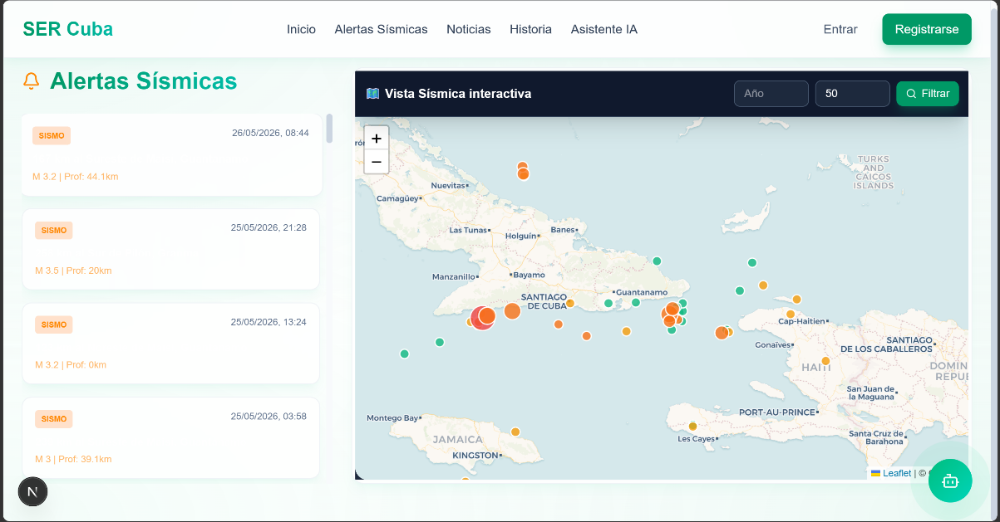 SER Cuba
Inicio
Alertas Sísmicas
Noticias
Historia
Asistente IA
Entrar
Registrarse
Alertas Sísmicas
SISMO
26/05/2026, 08:44
M 3.2 | Prof: 44.1km
SISMO
25/05/2026, 21:28
M 3.5 | Prof: 20km
SISMO
25/05/2026, 13:24
M 3.2 | Prof: 0km
SISMO
25/05/2026, 03:58
M 3 | Prof: 39.1km
N
Vista Sísmica interactiva
Año
50
Filtrar
+
−
TURKS
AND
CAICOS
ISLANDS
Nuevitas
Camagüey
Las Tunas
Holguín
Banes
Manzanillo
Bayamo
SANTIAGO
DE CUBA
Guantanamo
Cap-Haitien
Gonaïves
SANTIAGO
DE LOS CABALLEROS
HAITI
DOMIN
REPU
San Juan de
la Maguana
PORT-AU-PRINCE
Les Cayes
Santa Cruz de
Barahona
Montego Bay
JAMAICA
KINGSTON
Leaflet | ©